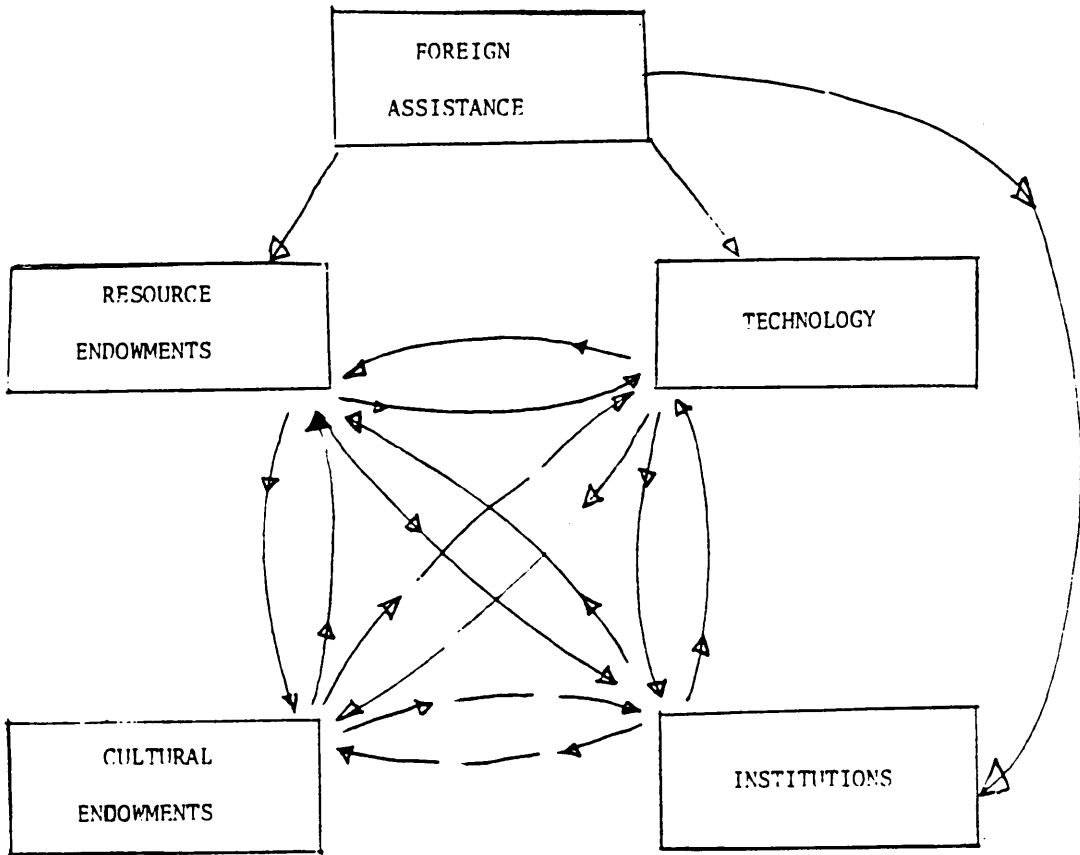 FOREIGN
ASSISTANCE
RESOURCE
ENDOWMENTS
TECHNOLOGY
CULTURAL
ENDOWMENTS
INSTITUTIONS